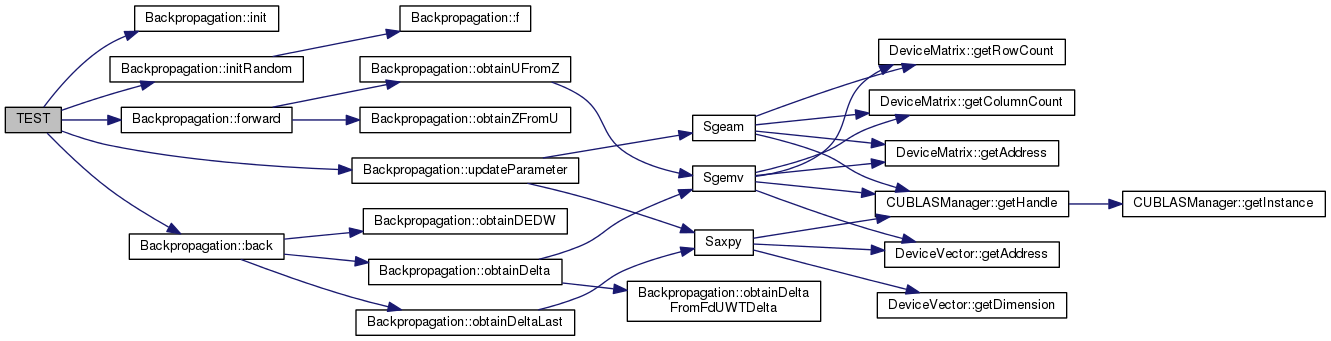 TEST
Backpropagation::init
Backpropagation::initRandom
Backpropagation::f
Backpropagation::forward
Backpropagation::obtainUFromZ
Backpropagation::obtainZFromU
Backpropagation::updateParameter
Backpropagation::back
Backpropagation::obtainDEDW
Backpropagation::obtainDelta
Backpropagation::obtainDeltaLast
Backpropagation::obtainDelta
FromFdUWTDelta
Sgeam
Sgemv
Saxpy
DeviceMatrix::getRowCount
DeviceMatrix::getColumnCount
DeviceMatrix::getAddress
CUBLASManager::getHandle
CUBLASManager::getInstance
DeviceVector::getAddress
DeviceVector::getDimension